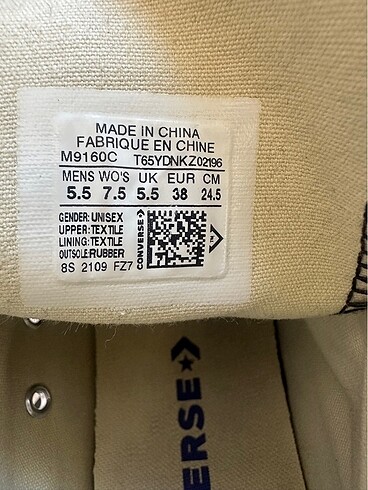 MADE IN CHINA
FABRIQUE EN CHINE
M9160C T65YDNKZ02196
MENS WO'S UK EUR CM
5.5 7.5 5.5 38 24.5
GENDER: UNISEX
UPPER: TEXTILE
LINING: TEXTILE
OUTSOLE: RUBBER
8S 2109 FZ7
CONVERSE
ERSE